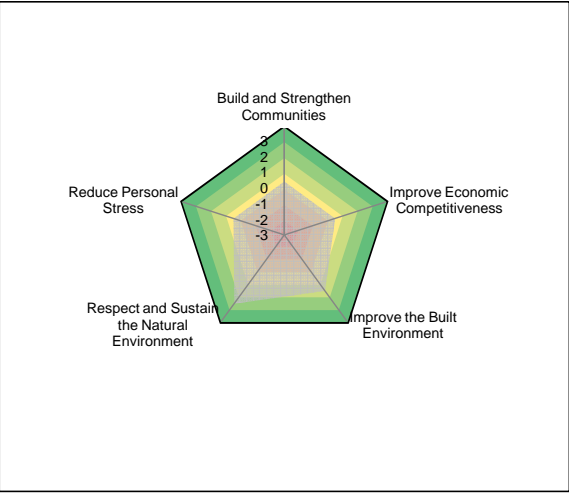 Build and Strengthen
Communities
3
2
1
0
-1
-2
-3
Reduce Personal
Stress
Improve Economic
Competitiveness
Respect and Sustain
the Natural
Environment
Improve the Built
Environment